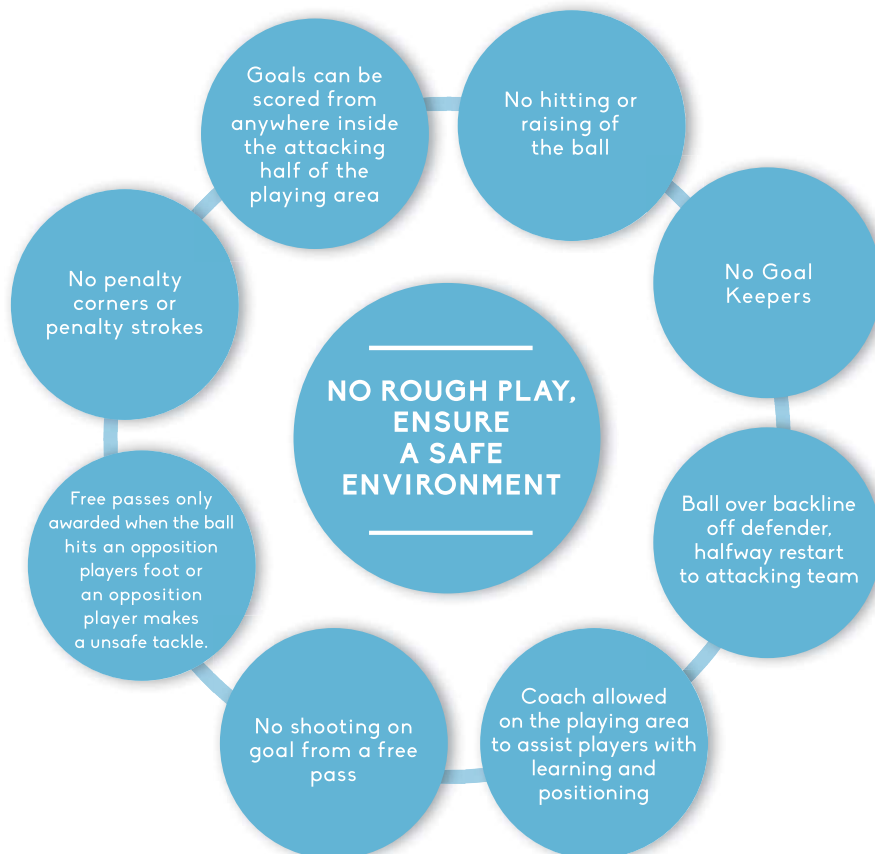 Goals can be
scored from
anywhere inside
the attacking
half of the
playing area
No hitting or
raising of
the ball
No Goal
Keepers
Ball over backline
off defender,
halfway restart
to attacking team
Coach allowed
on the playing area
to assist players with
learning and
positioning
No shooting on
goal from a free
pass
Free passes only
awarded when the ball
hits an opposition
players foot or
an opposition
player makes
a unsafe tackle.
No penalty
corners or
penalty strokes
NO ROUGH PLAY,
ENSURE
A SAFE
ENVIRONMENT